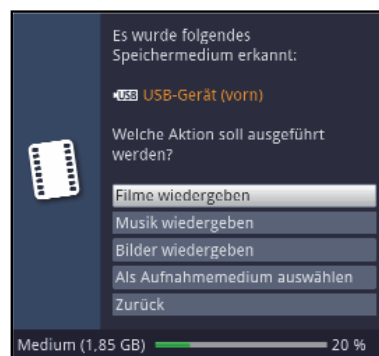 Es wurde folgendes
Speichermedium erkannt:
USB USB-Gerät (vorn)
Welche Aktion soll ausgeführt
werden?
Filme wiedergeben
Musik wiedergeben
Bilder wiedergeben
Als Aufnahmemedium auswählen
Zurück
Medium (1,85 GB) 20 %